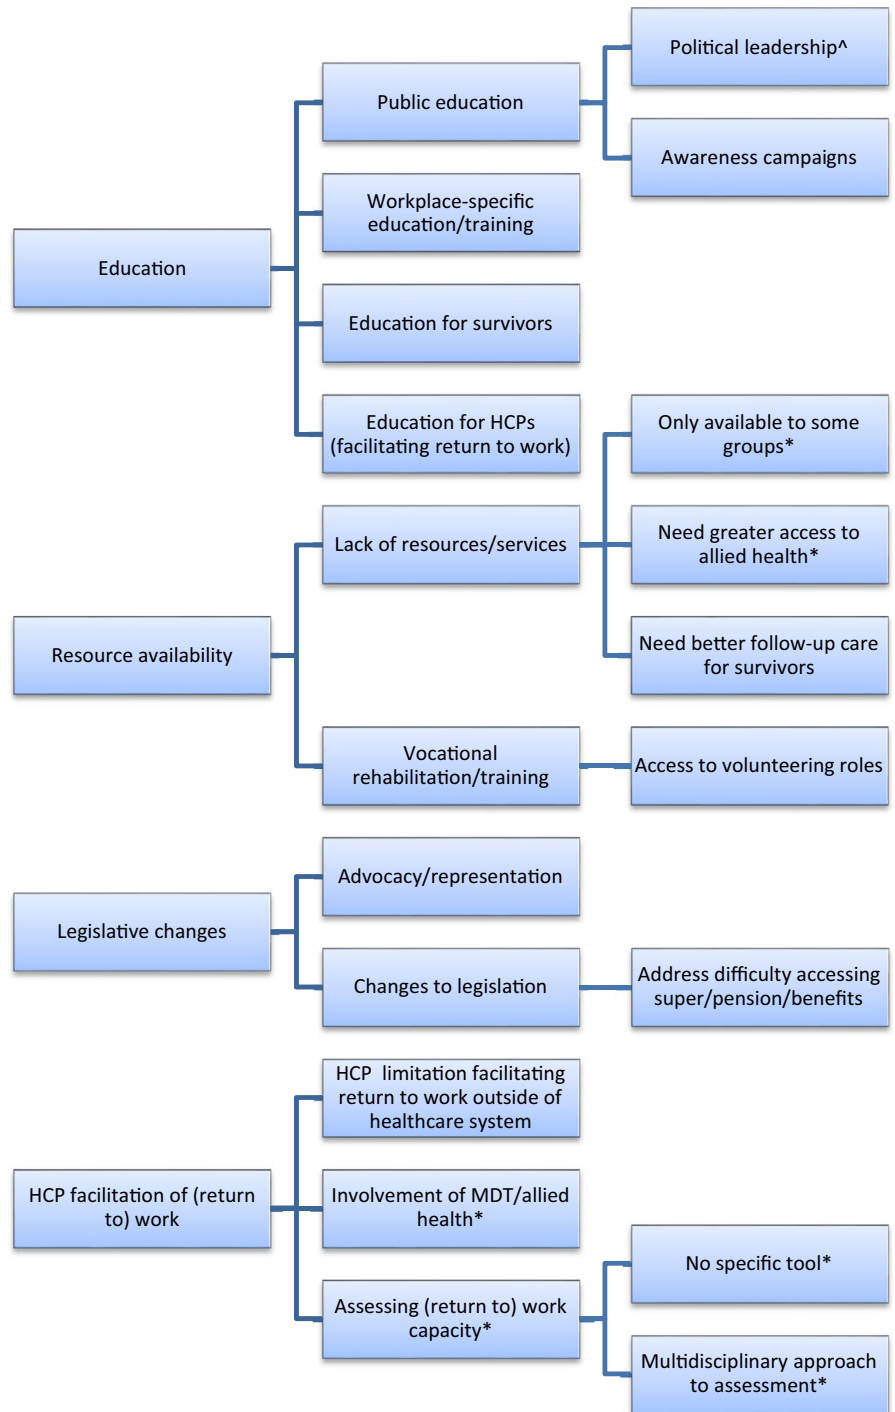 Political leadership^
Public education
Awareness campaigns
Workplace-specific
education/training
Education
Education for survivors
Education for HCPs
(facilitating return to work)
Only available to some
groups*
Lack of resources/services
Need greater access to
allied health*
Resource availability
Need better follow-up care
for survivors
Vocational
rehabilitation/training
Access to volunteering roles
Advocacy/representation
Legislative changes
Changes to legislation
Address difficulty accessing
super/pension/benefits
HCP limitation facilitating
return to work outside of
healthcare system
HCP facilitation of (return
to) work
Involvement of MDT/allied
health*
No specific tool*
Assessing (return to) work
capacity*
Multidisciplinary approach
to assessment*